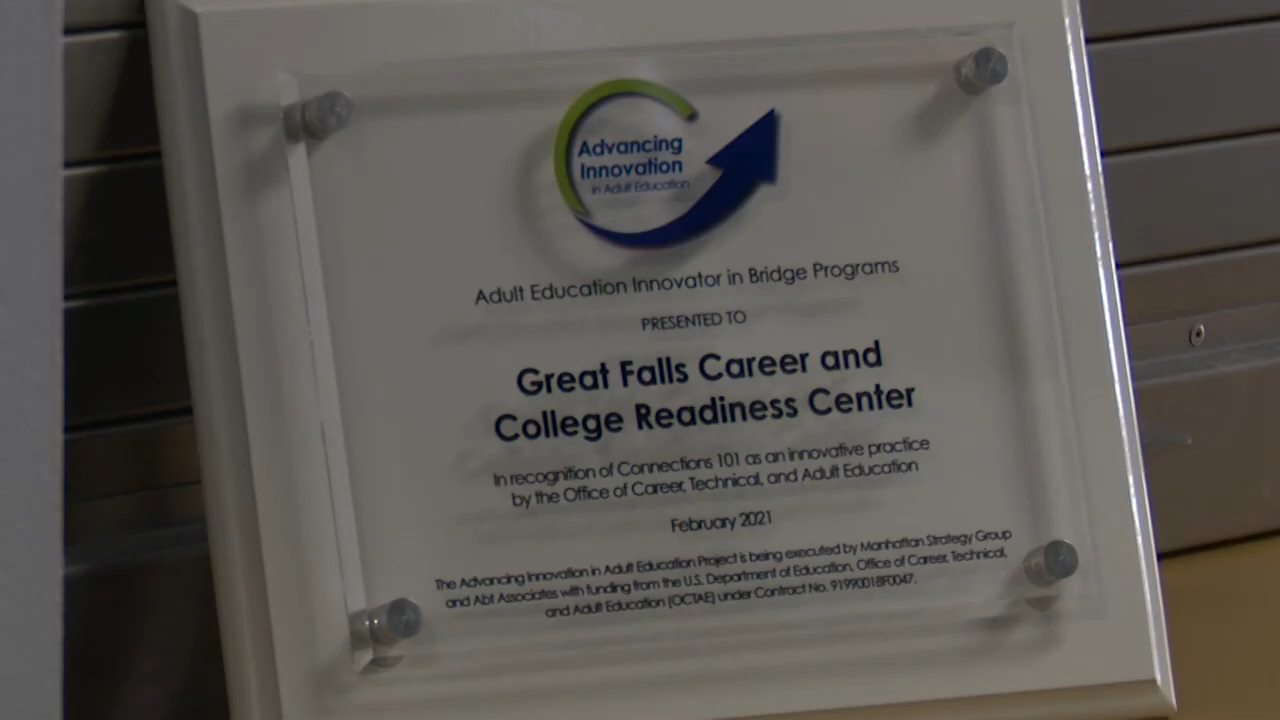 Advancing
Innovation
in Adult Education
Adult Education Innovator in Bridge Programs
PRESENTED TO
Great Falls Career and
College Readiness Center
In recognition of Connections 101 as an innovative practice
by the Office of Career, Technical, and Adult Education
February 2021
The Advancing Innovation in Adult Education Project is being executed by Manhattan Strategy Group
and Abt Associates with funding from the U.S. Department of Education, Office of Career, Technical,
and Adult Education (OCTAE) under Contract No. 91990018F0047.